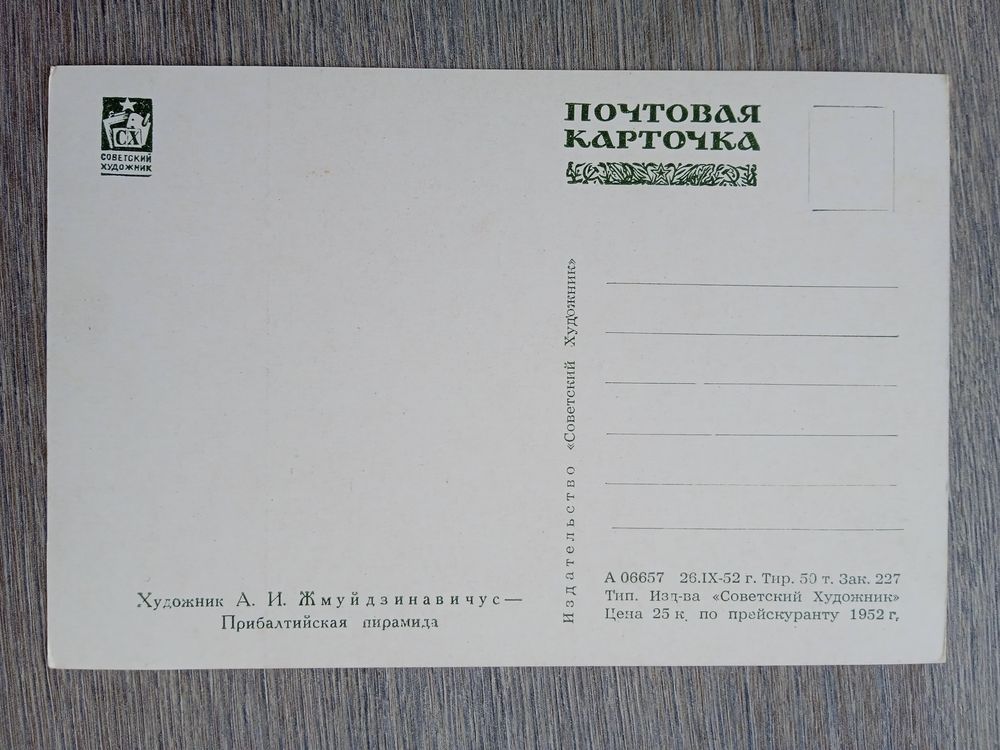 СХ
СОВЕТСКИЙ
ХУДОЖНИК
ПОЧТОВАЯ
КАРТОЧКА
Издательство «Советский Художник»
Художник А. И. Жмуйдзинавичус—
Прибалтийская пирамида
А 06657 26.IX-52 г. Тир. 50 т. Зак. 227
Тип. Изд-ва «Советский Художник»
Цена 25 к. по прейскуранту 1952 г.